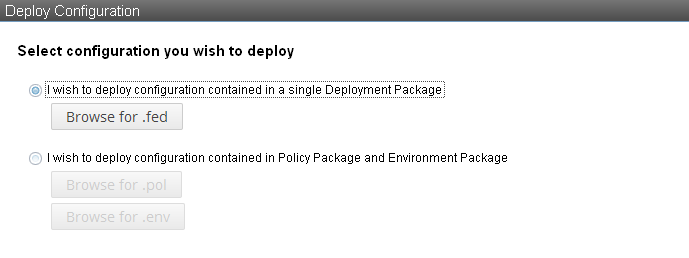 Deploy Configuration
Select configuration you wish to deploy
I wish to deploy configuration contained in a single Deployment Package
Browse for .fed
I wish to deploy configuration contained in Policy Package and Environment Package
Browse for .pol
Browse for .env